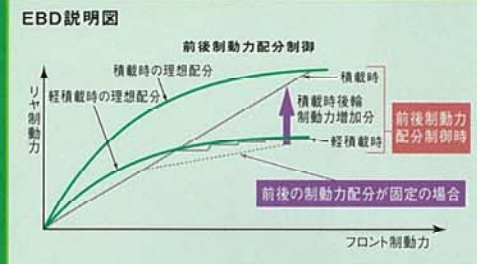 EBD説明図
前後制動力配分制御
積載時の理想配分
軽積載時の理想配分
積載時
積載時後輪
制動力増加分
軽積載時
前後制動力
配分制御時
前後の制動力配分が固定の場合
リヤ制動力
フロント制動力